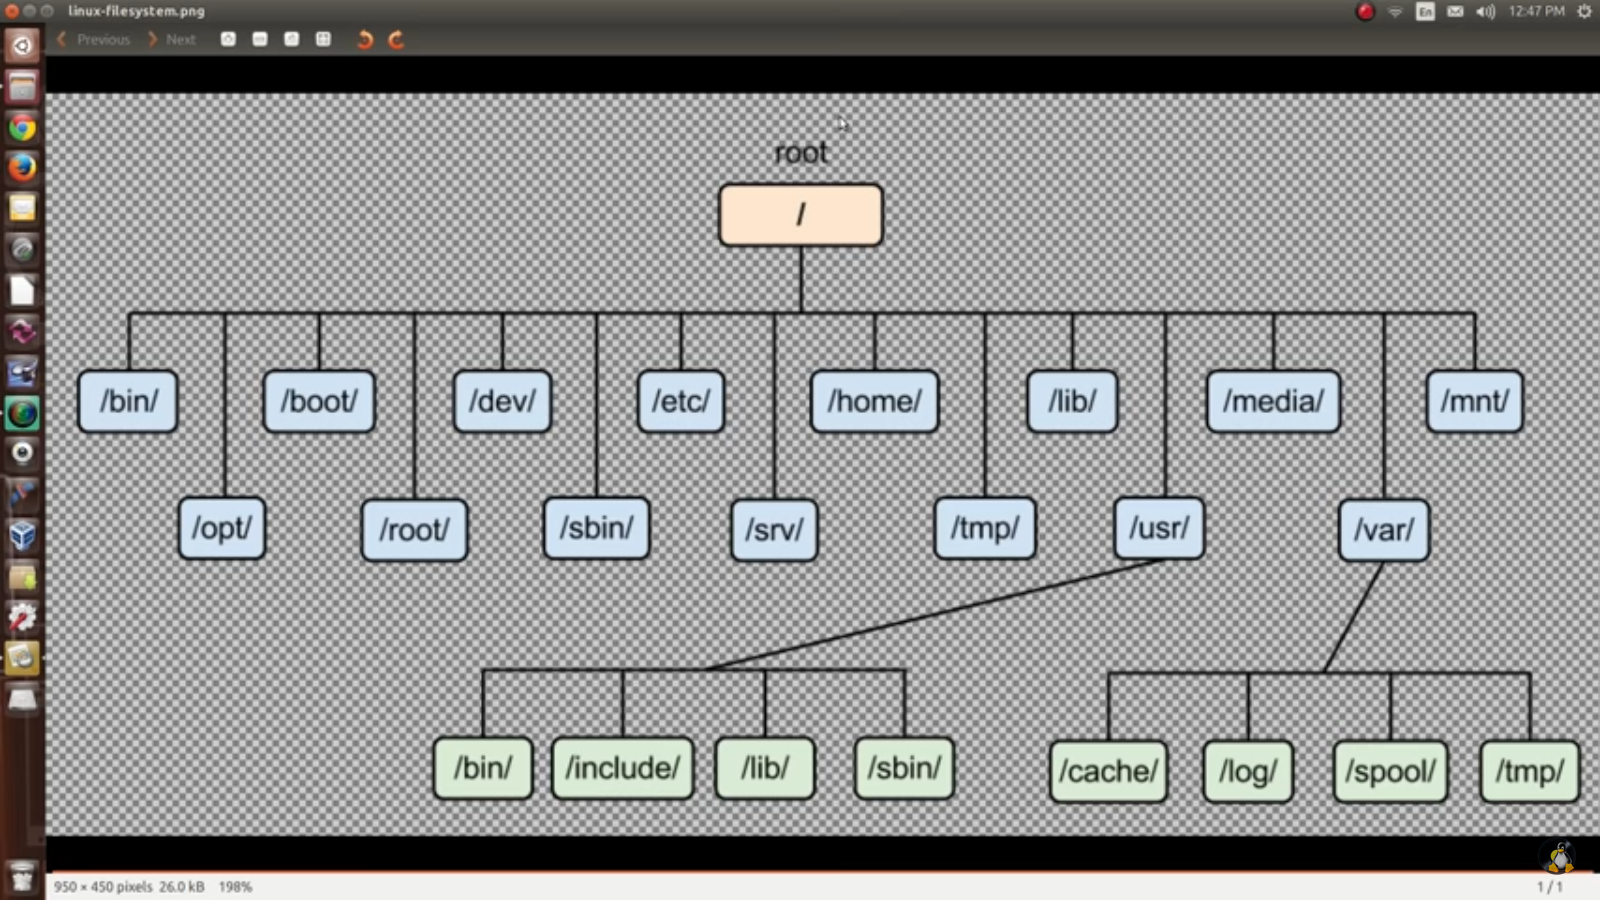 linux-filesystem.png
En
12:47 PM
Previous
Next
root
/
/bin/
/boot/
/dev/
/etc/
/home/
/lib/
/media/
/mnt/
/opt/
/root/
/sbin/
/srv/
/tmp/
/usr/
/var/
/bin/
/include/
/lib/
/sbin/
/cache/
/log/
/spool/
/tmp/
950 × 450 pixels 26.0 kB 198%
1 / 1